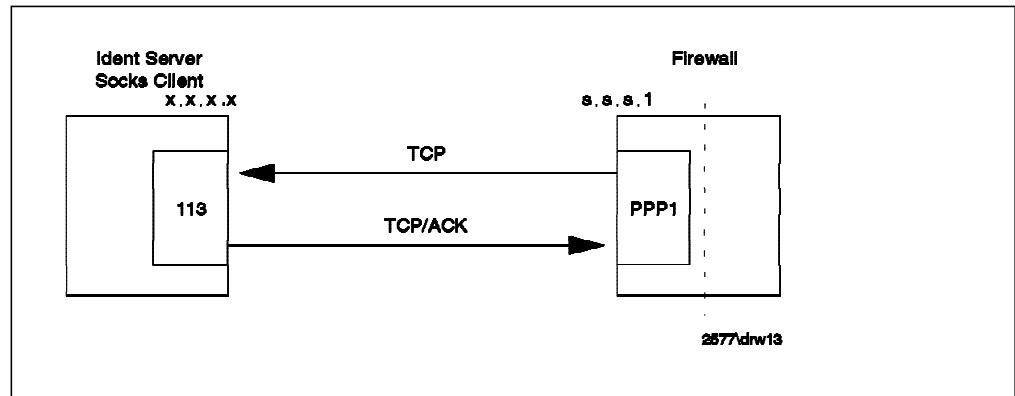 Ident Server
Socks Client
x.x.x.x
Firewall
s.s.s.1
TCP
113
PPP1
TCP/ACK
2577\drw13